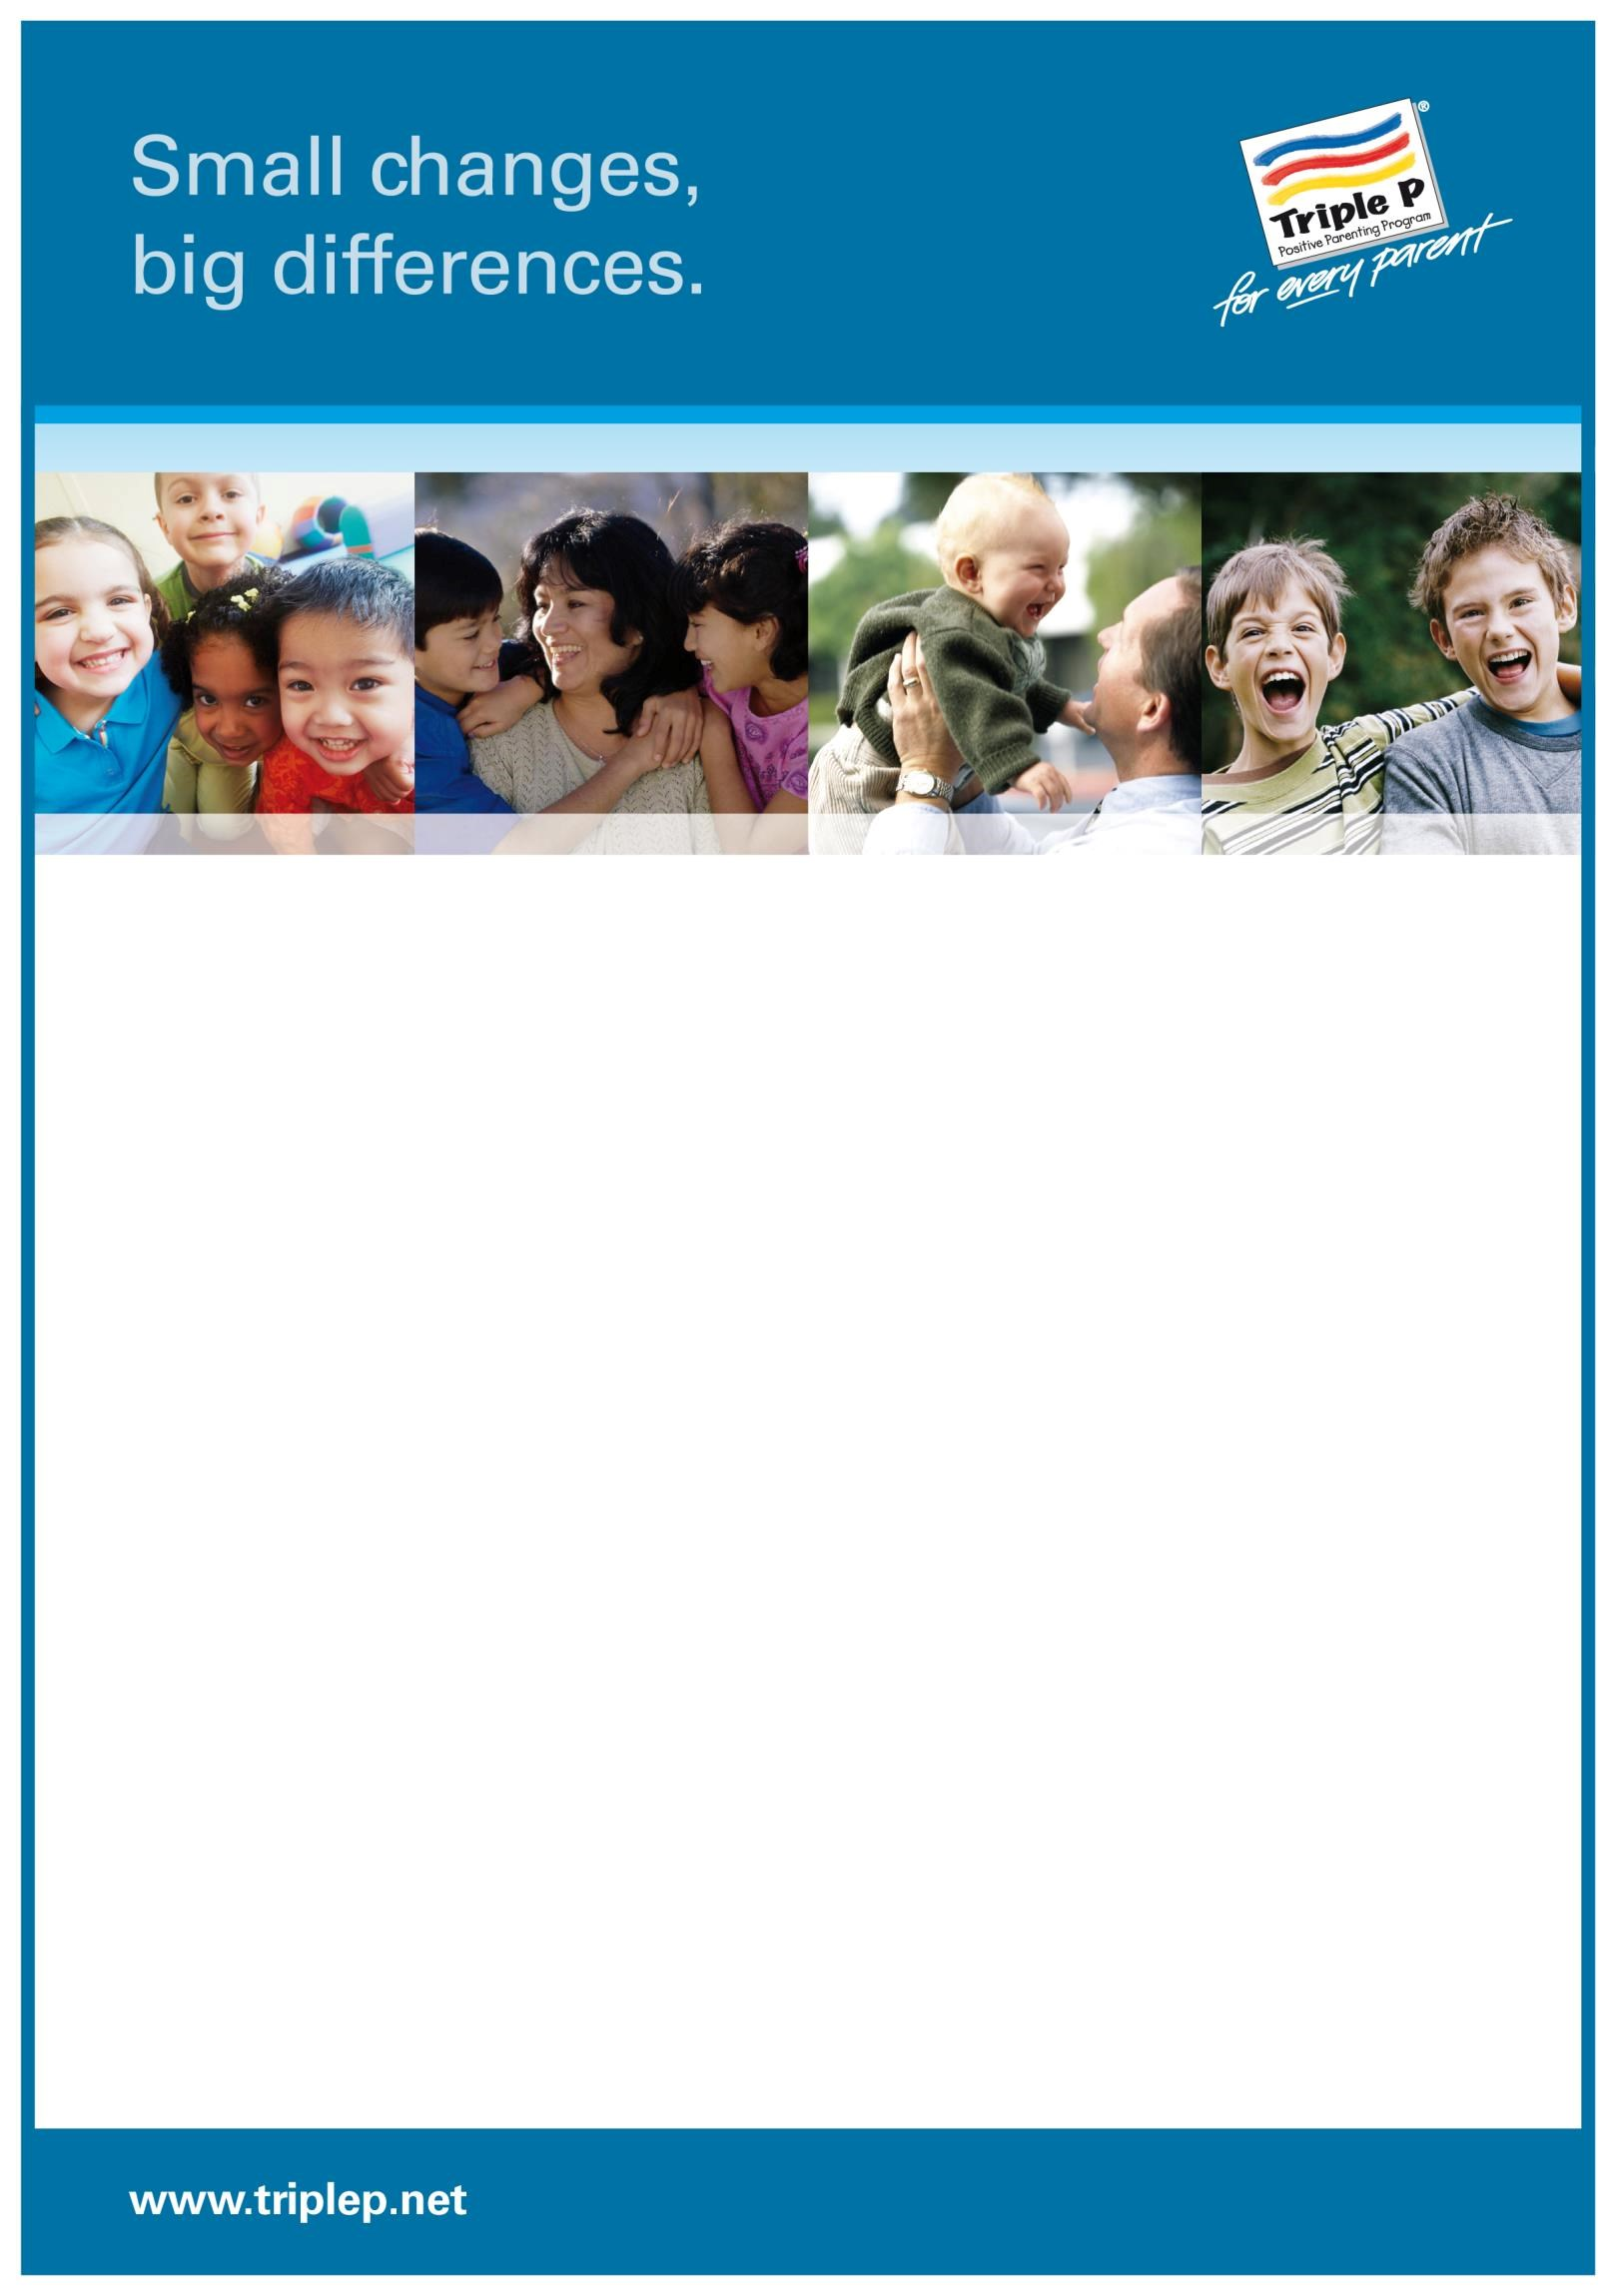 Small changes,
big differences.
®
Triple P
Positive Parenting Program
for every parent
www.triplep.net